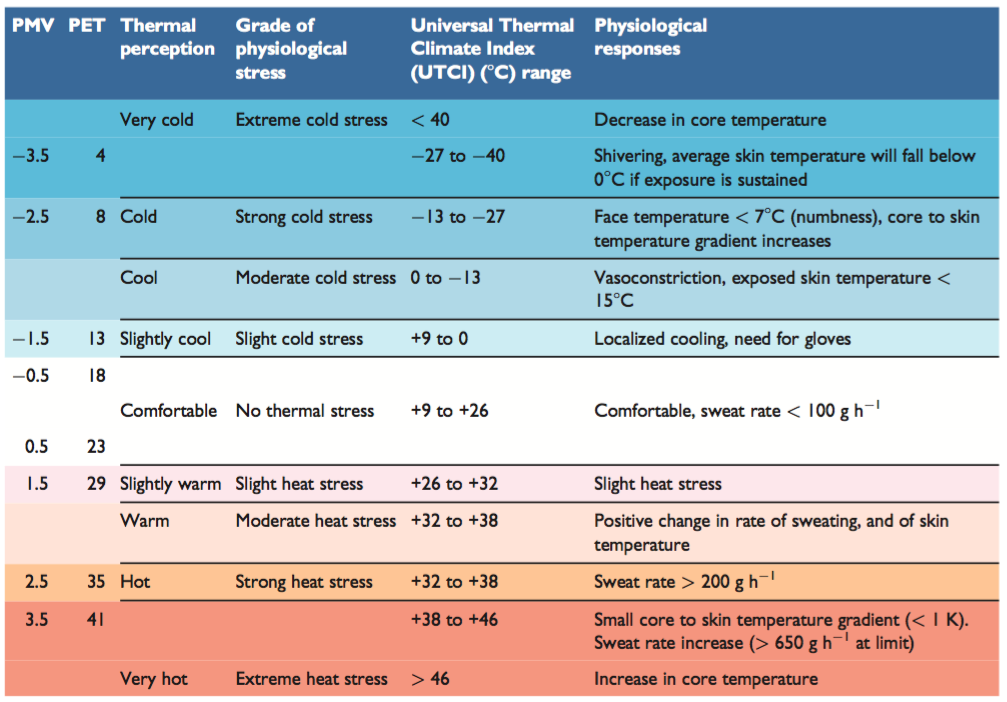 PMV PET Thermal perception Grade of physiological stress Universal Thermal Climate Index (UTCI) (°C) range Physiological responses
Very cold Extreme cold stress < 40 Decrease in core temperature
−3.5 4 −27 to −40 Shivering, average skin temperature will fall below
0°C if exposure is sustained
−2.5 8 Cold Strong cold stress −13 to −27 Face temperature < 7°C (numbness), core to skin
temperature gradient increases
Cool Moderate cold stress 0 to −13 Vasoconstriction, exposed skin temperature <
15°C
−1.5 13 Slightly cool Slight cold stress +9 to 0 Localized cooling, need for gloves
−0.5 18
Comfortable No thermal stress +9 to +26 Comfortable, sweat rate < 100 g h⁻¹
0.5 23
1.5 29 Slightly warm Slight heat stress +26 to +32 Slight heat stress
Warm Moderate heat stress +32 to +38 Positive change in rate of sweating, and of skin
temperature
2.5 35 Hot Strong heat stress +32 to +38 Sweat rate > 200 g h⁻¹
3.5 41 +38 to +46 Small core to skin temperature gradient (< 1 K).
Sweat rate increase (> 650 g h⁻¹ at limit)
Very hot Extreme heat stress > 46 Increase in core temperature